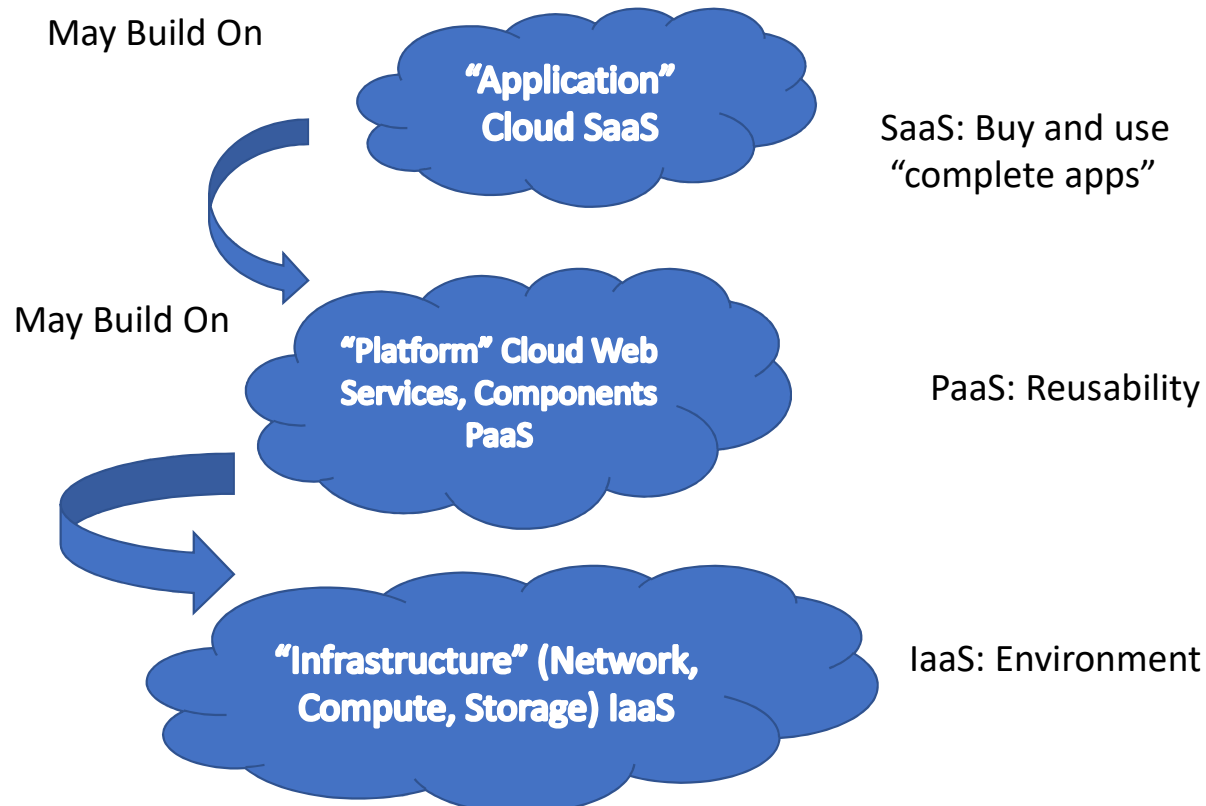 May Build On
“Application”
Cloud SaaS
SaaS: Buy and use
“complete apps”
May Build On
“Platform” Cloud Web
Services, Components
PaaS
PaaS: Reusability
“Infrastructure” (Network,
Compute, Storage) IaaS
IaaS: Environment